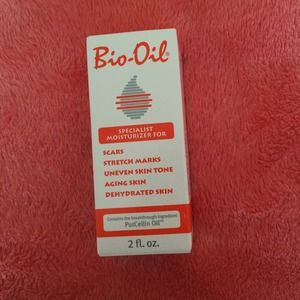 Bio-Oil®
SPECIALIST
MOISTURIZER FOR
SCARS
STRETCH MARKS
UNEVEN SKIN TONE
AGING SKIN
DEHYDRATED SKIN
Contains the breakthrough ingredient
PurCellin Oil™
2 fl. oz.